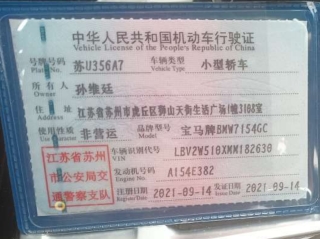 中华人民共和国机动车行驶证
Vehicle License of the People's Republic of China
号牌号码 苏U356A7 车辆类型 小型轿车
Plate No. Vehicle Type
所有人 孙维廷
Owner
住址 江苏省苏州市虎丘区狮山天街生活广场1幢3108室
Address
使用性质 非营运 品牌型号 宝马牌BMW7154GC
Use Character Model
江苏省苏州
市公安局交
通警察支队
车辆识别代号 LBV2W510XMM182630
VIN
发动机号码 A154E382
Engine No.
注册日期 2021-09-14 发证日期 2021-09-14
Register Date Issue Date